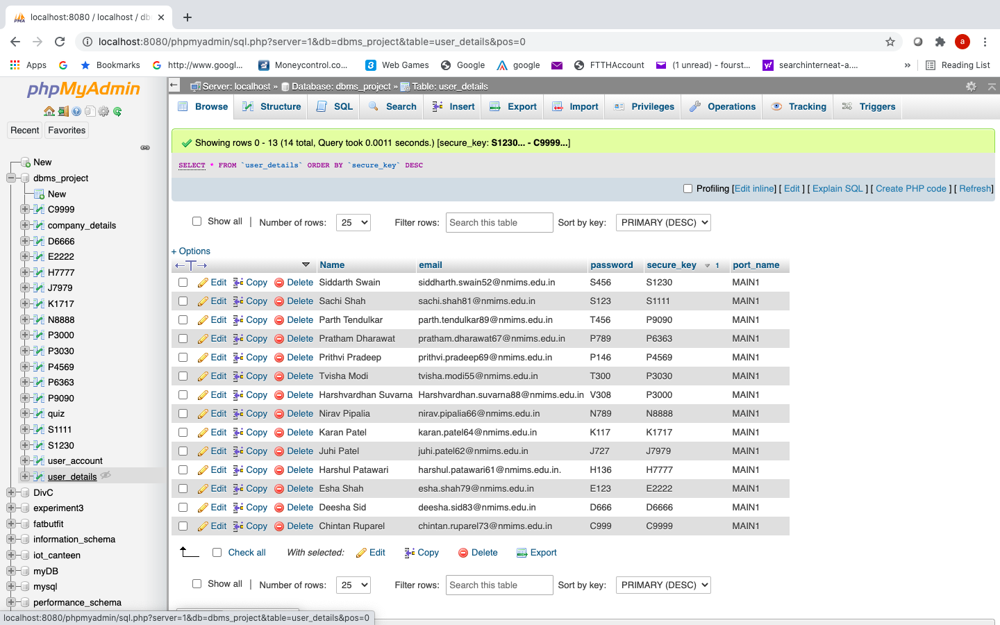 localhost:8080 / localhost / db
localhost:8080/phpmyadmin/sql.php?server=1&db=dbms_project&table=user_details&pos=0
a
Apps
Bookmarks
http://www.googl...
Moneycontrol.co...
Web Games
Google
google
FTTHAccount
(1 unread) - fourst...
searchinterneat-a....
»
Reading List
phpMyAdmin
Recent
Favorites
New
dbms_project
New
C9999
company_details
D6666
E2222
H7777
J7979
K1717
N8888
P3000
P3030
P4569
P6363
P9090
quiz
S1111
S1230
user_account
user_details
DivC
experiment3
fatbutfit
information_schema
iot_canteen
myDB
mysql
performance_schema
Server: localhost » Database: dbms_project » Table: user_details
Browse Structure SQL Search Insert Export Import Privileges Operations Tracking Triggers
Showing rows 0 - 13 (14 total, Query took 0.0011 seconds.) [secure_key: S1230... - C9999...]
SELECT * FROM `user_details` ORDER BY `secure_key` DESC
Profiling [Edit inline] [ Edit ] [ Explain SQL ] [ Create PHP code ] [ Refresh]
Show all | Number of rows: 25 Filter rows: Search this table Sort by key: PRIMARY (DESC)
+ Options
Name email password secure_key 1 port_name
Edit Copy Delete Siddarth Swain siddharth.swain52@nmims.edu.in S456 S1230 MAIN1
Edit Copy Delete Sachi Shah sachi.shah81@nmims.edu.in S123 S1111 MAIN1
Edit Copy Delete Parth Tendulkar parth.tendulkar89@nmims.edu.in T456 P9090 MAIN1
Edit Copy Delete Pratham Dharawat pratham.dharawat67@nmims.edu.in P789 P6363 MAIN1
Edit Copy Delete Prithvi Pradeep prithvi.pradeep69@nmims.edu.in P146 P4569 MAIN1
Edit Copy Delete Tvisha Modi tvisha.modi55@nmims.edu.in T300 P3030 MAIN1
Edit Copy Delete Harshvardhan Suvarna Harshvardhan.suvarna88@nmims.edu.in V308 P3000 MAIN1
Edit Copy Delete Nirav Pipalia nirav.pipalia66@nmims.edu.in N789 N8888 MAIN1
Edit Copy Delete Karan Patel karan.patel64@nmims.edu.in K117 K1717 MAIN1
Edit Copy Delete Juhi Patel juhi.patel62@nmims.edu.in J727 J7979 MAIN1
Edit Copy Delete Harshul Patawari harshul.patawari61@nmims.edu.in. H136 H7777 MAIN1
Edit Copy Delete Esha Shah esha.shah79@nmims.edu.in E123 E2222 MAIN1
Edit Copy Delete Deesha Sid deesha.sid83@nmims.edu.in D666 D6666 MAIN1
Edit Copy Delete Chintan Ruparel chintan.ruparel73@nmims.edu.in C999 C9999 MAIN1
Check all With selected: Edit Copy Delete Export
Show all | Number of rows: 25 Filter rows: Search this table Sort by key: PRIMARY (DESC)
localhost:8080/phpmyadmin/sql.php?server=1&db=dbms_project&table=user_details&pos=0